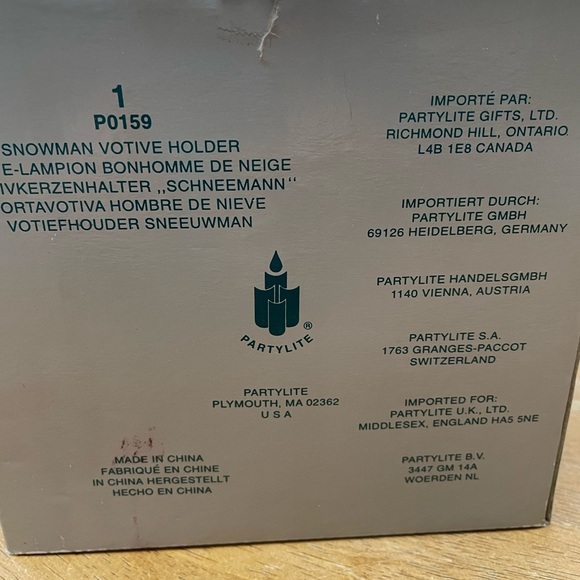 1
P0159
SNOWMAN VOTIVE HOLDER
E-LAMPION BONHOMME DE NEIGE
IVKERZENHALTER „SCHNEEMANN“
ORTAVOTIVA HOMBRE DE NIEVE
VOTIEFHOUDER SNEEUWMAN
PARTYLITE ®
PARTYLITE
PLYMOUTH, MA 02362
U S A
MADE IN CHINA
FABRIQUÉ EN CHINE
IN CHINA HERGESTELLT
HECHO EN CHINA
IMPORTÉ PAR:
PARTYLITE GIFTS, LTD.
RICHMOND HILL, ONTARIO
L4B 1E8 CANADA
IMPORTIERT DURCH:
PARTYLITE GMBH
69126 HEIDELBERG, GERMANY
PARTYLITE HANDELSGMBH
1140 VIENNA, AUSTRIA
PARTYLITE S.A.
1763 GRANGES-PACCOT
SWITZERLAND
IMPORTED FOR:
PARTYLITE U.K., LTD.
MIDDLESEX, ENGLAND HA5 5NE
PARTYLITE B.V.
3447 GM 14A
WOERDEN NL